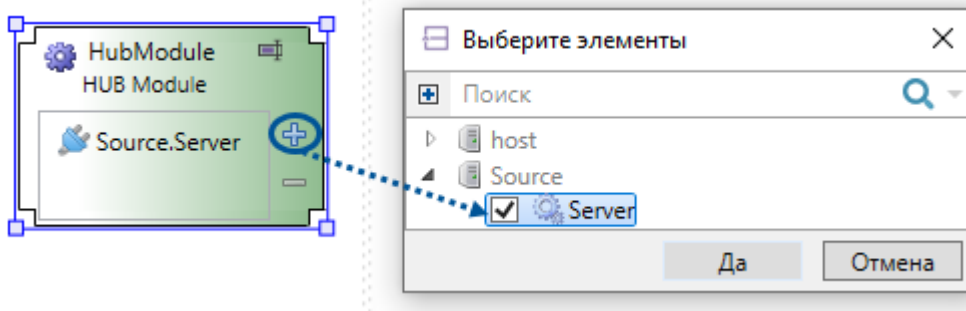 HubModule
HUB Module
Source.Server
Выберите элементы
Поиск
host
Source
Server
Да
Отмена